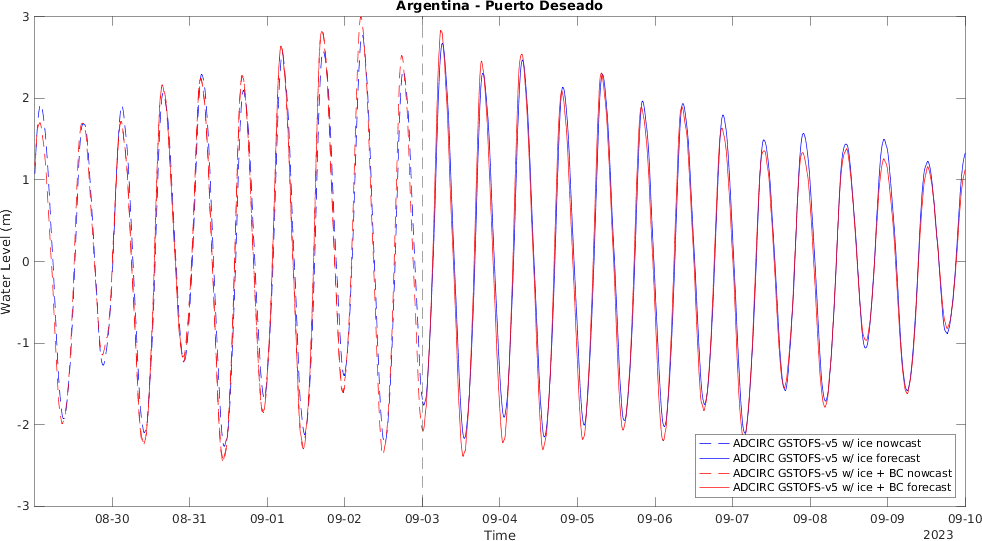 Argentina - Puerto Deseado
3
2
1
0
-1
-2
-3
Water Level (m)
ADCIRC GSTOFS-v5 w/ ice nowcast
ADCIRC GSTOFS-v5 w/ ice forecast
ADCIRC GSTOFS-v5 w/ ice + BC nowcast
ADCIRC GSTOFS-v5 w/ ice + BC forecast
08-30 08-31 09-01 09-02 09-03 09-04 09-05 09-06 09-07 09-08 09-09 09-10
Time 2023